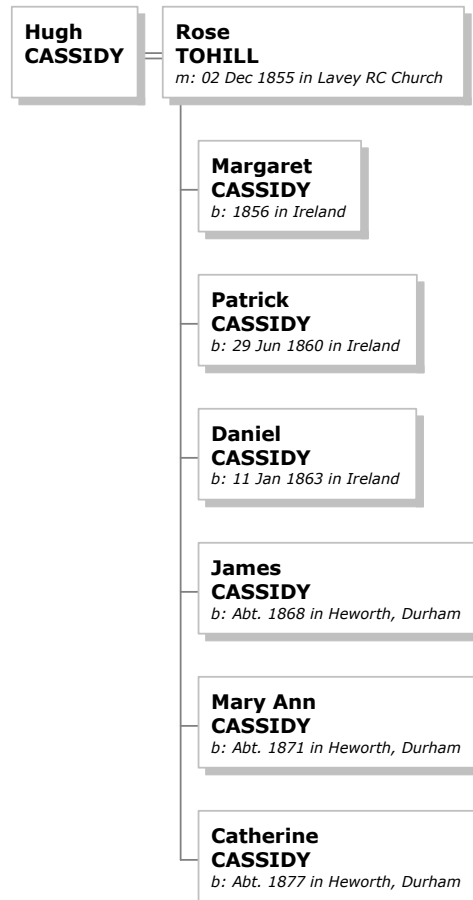 Hugh
CASSIDY
Rose
TOHILL
m: 02 Dec 1855 in Lavey RC Church
Margaret
CASSIDY
b: 1856 in Ireland
Patrick
CASSIDY
b: 29 Jun 1860 in Ireland
Daniel
CASSIDY
b: 11 Jan 1863 in Ireland
James
CASSIDY
b: Abt. 1868 in Heworth, Durham
Mary Ann
CASSIDY
b: Abt. 1871 in Heworth, Durham
Catherine
CASSIDY
b: Abt. 1877 in Heworth, Durham